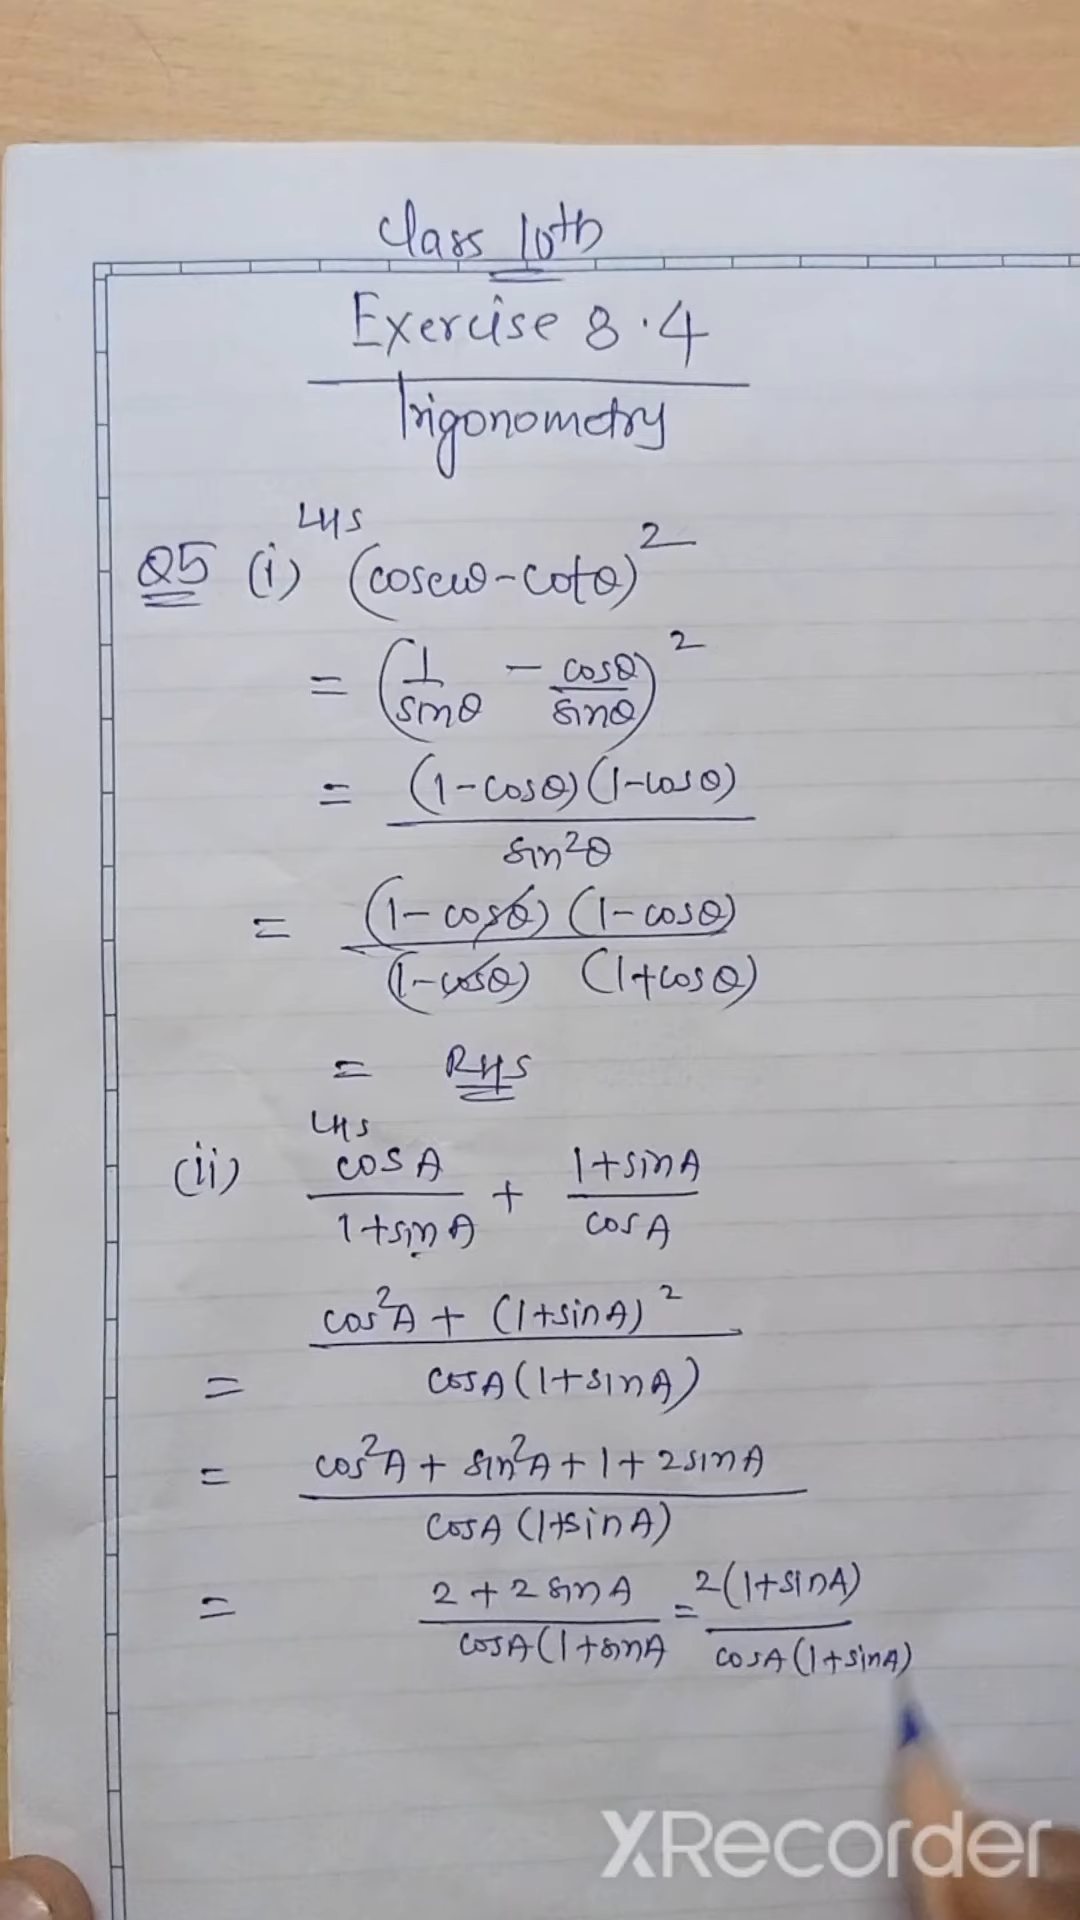 Class 10th
Exercise 8.4
Trigonometry
LHS
Q5 (i) (cosecθ-cotθ)²
= (1/sinθ - cosθ/sinθ)²
= (1-cosθ)(1-cosθ)
sin²θ
= (1-cosθ) (1-cosθ)
(1-cosθ) (1+cosθ)
= RHS
LHS
(ii) cosA/1+sinA + 1+sinA/cosA
cos²A + (1+sinA)²
= cosA(1+sinA)
= cos²A + sin²A + 1 + 2sinA
cosA (1+sinA)
= 2 + 2sinA/cosA(1+sinA = 2(1+sinA)/cosA(1+sinA)
XRecorder